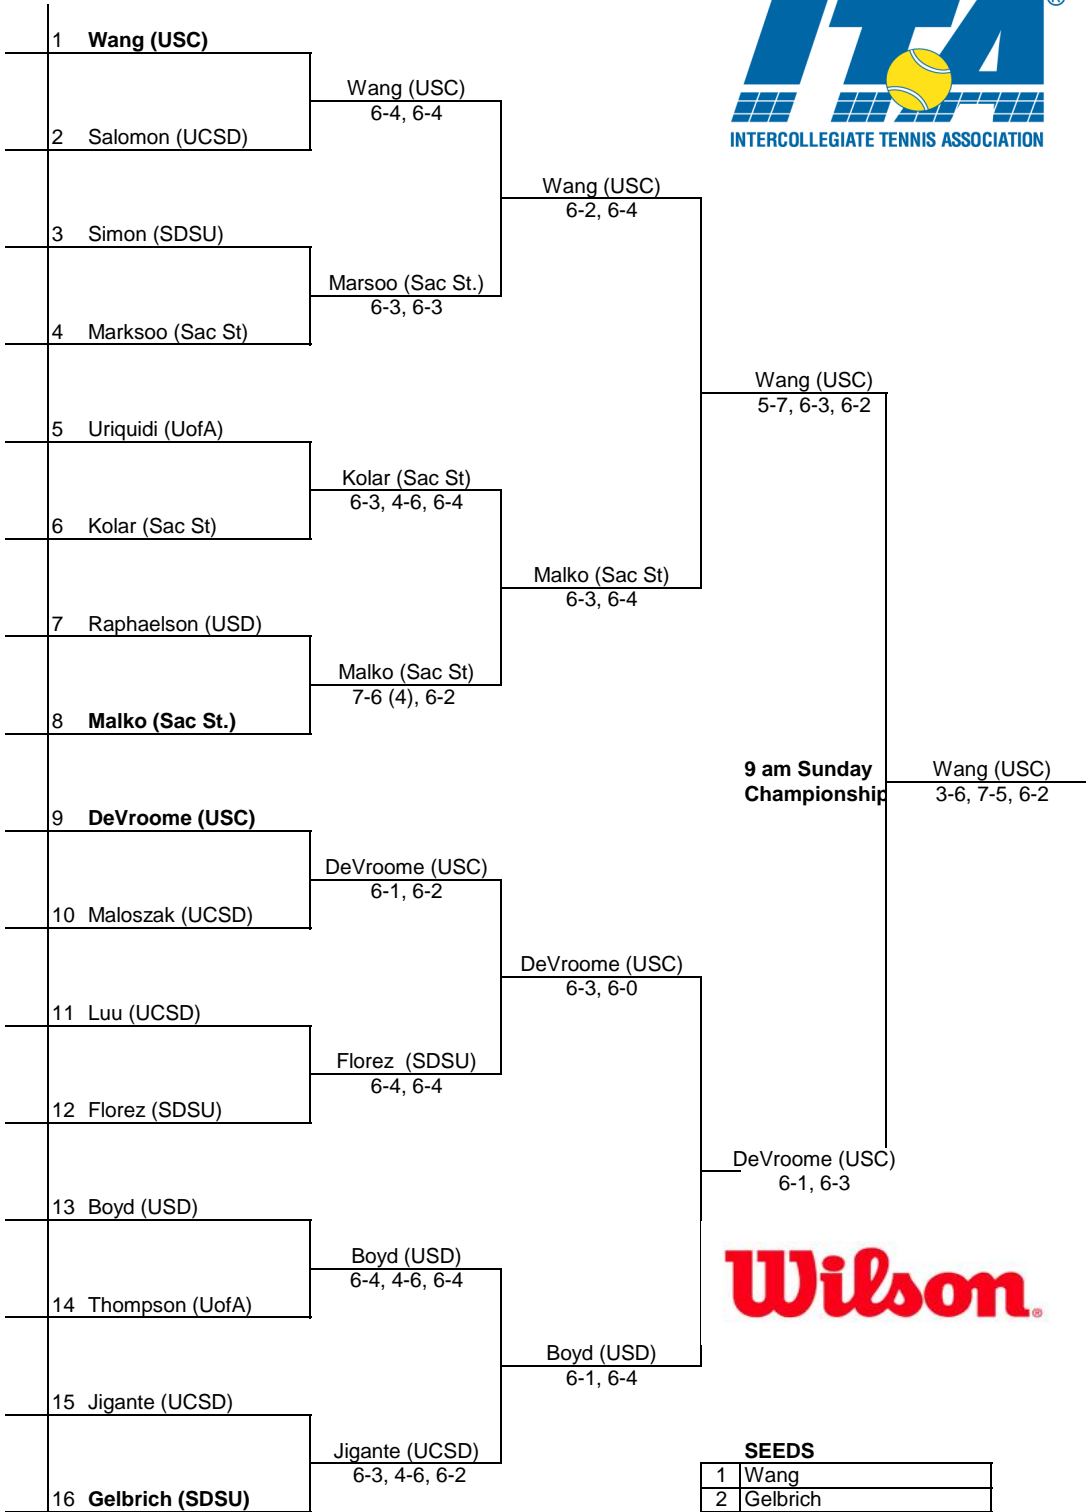 ®
ITA
INTERCOLLEGIATE TENNIS ASSOCIATION
1 Wang (USC)
Wang (USC)
6-4, 6-4
2 Salomon (UCSD)
Wang (USC)
6-2, 6-4
3 Simon (SDSU)
Marsoo (Sac St.)
6-3, 6-3
4 Marksoo (Sac St)
Wang (USC)
5-7, 6-3, 6-2
5 Uriquidi (UofA)
Kolar (Sac St)
6-3, 4-6, 6-4
6 Kolar (Sac St)
Malko (Sac St)
6-3, 6-4
7 Raphaelson (USD)
Malko (Sac St)
7-6 (4), 6-2
8 Malko (Sac St.)
9 am Sunday
Championship
Wang (USC)
3-6, 7-5, 6-2
9 DeVroome (USC)
DeVroome (USC)
6-1, 6-2
10 Maloszak (UCSD)
DeVroome (USC)
6-3, 6-0
11 Luu (UCSD)
Florez (SDSU)
6-4, 6-4
12 Florez (SDSU)
DeVroome (USC)
6-1, 6-3
13 Boyd (USD)
Boyd (USD)
6-4, 4-6, 6-4
Wilson®
14 Thompson (UofA)
Boyd (USD)
6-1, 6-4
15 Jigante (UCSD)
Jigante (UCSD)
6-3, 4-6, 6-2
16 Gelbrich (SDSU)
SEEDS
1 Wang
2 Gelbrich